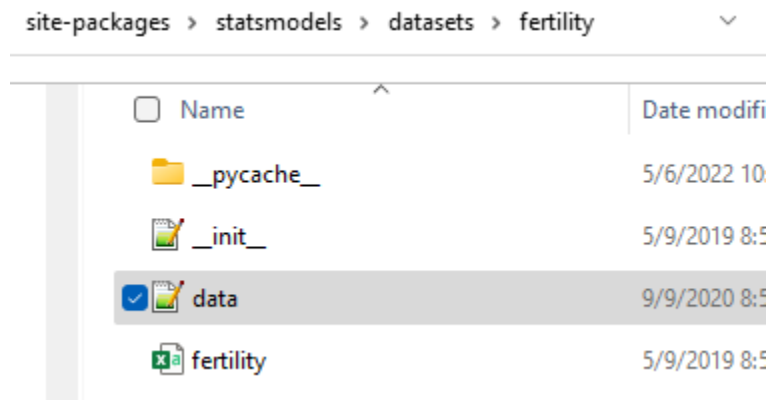 site-packages > statsmodels > datasets > fertility
Name Date modifi
__pycache__ 5/6/2022 10:
__init__ 5/9/2019 8:5
data 9/9/2020 8:5
fertility 5/9/2019 8:5